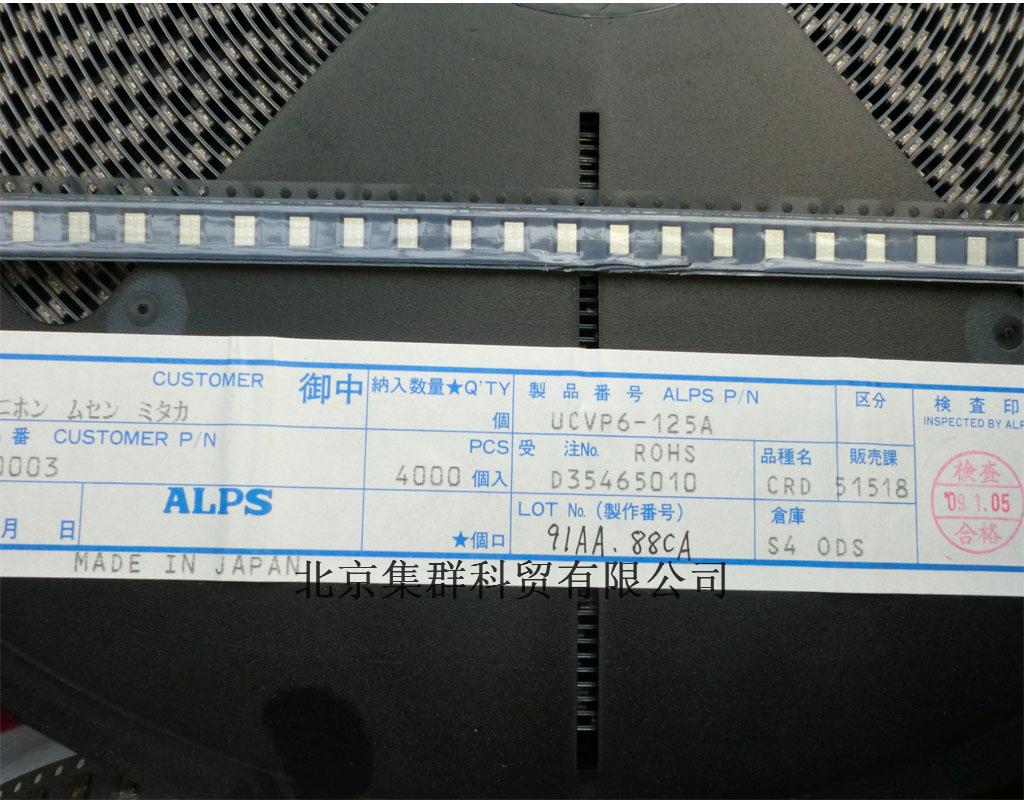 CUSTOMER 御中
ニホン ムセン ミタカ
番 CUSTOMER P/N
0003
月 日
ALPS
MADE IN JAPAN
納入数量★Q'TY
個
PCS
4000 個入
★個口
製品番号 ALPS P/N
UCVP6-125A
受注No. ROHS
D35465010
LOT No. (製作番号)
91AA. 88CA
区分
品種名
CRD
販売課
51518
倉庫
S4 ODS
検査印
INSPECTED BY ALP
検査
'09.1.05
合格
北京集群科贸有限公司